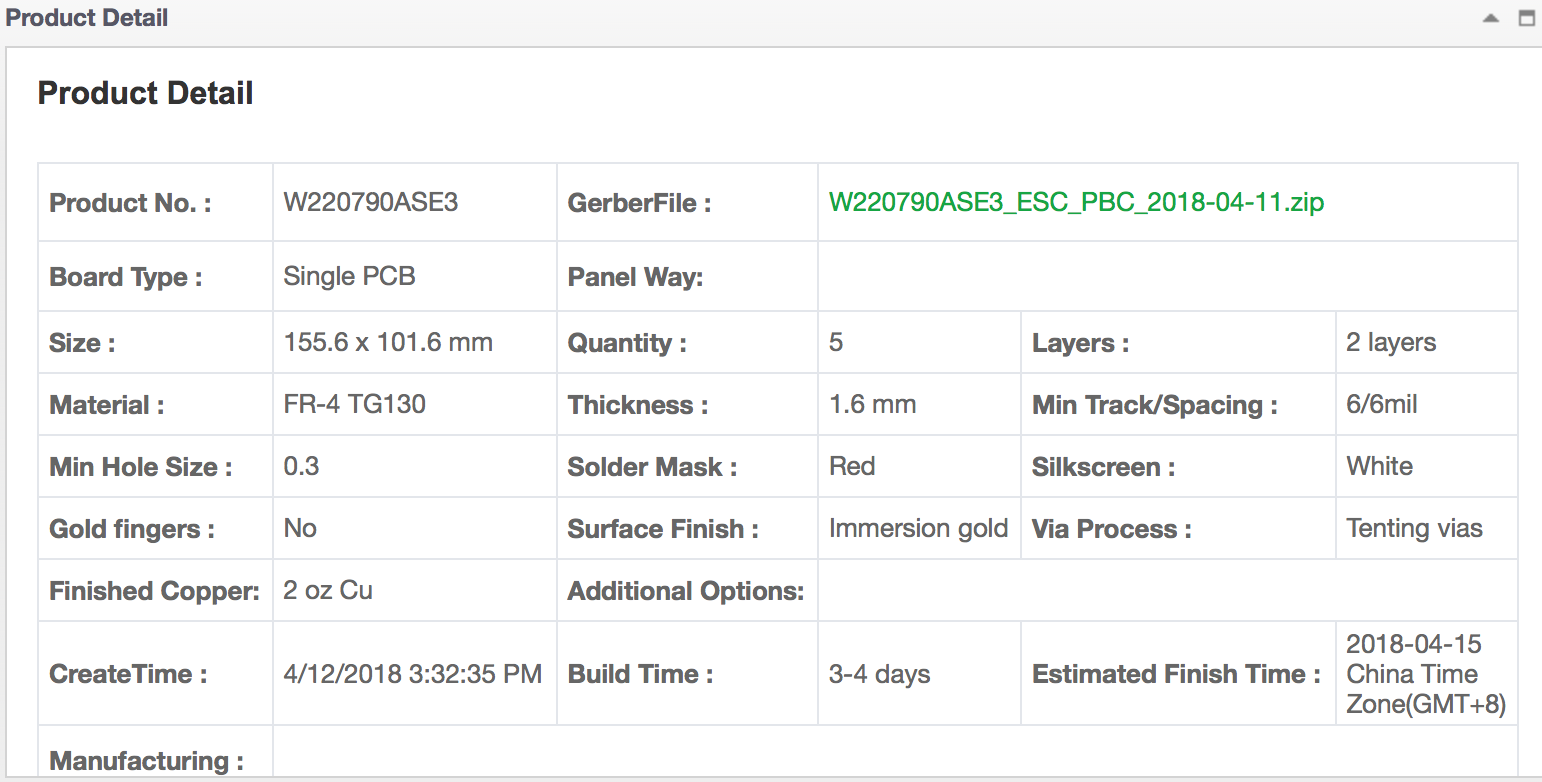 Product Detail
Product Detail
Product No. : W220790ASE3 GerberFile : W220790ASE3_ESC_PBC_2018-04-11.zip
Board Type : Single PCB Panel Way:
Size : 155.6 x 101.6 mm Quantity : 5 Layers : 2 layers
Material : FR-4 TG130 Thickness : 1.6 mm Min Track/Spacing : 6/6mil
Min Hole Size : 0.3 Solder Mask : Red Silkscreen : White
Gold fingers : No Surface Finish : Immersion gold Via Process : Tenting vias
Finished Copper: 2 oz Cu Additional Options:
CreateTime : 4/12/2018 3:32:35 PM Build Time : 3-4 days Estimated Finish Time : 2018-04-15
China Time
Zone(GMT+8)
Manufacturing :